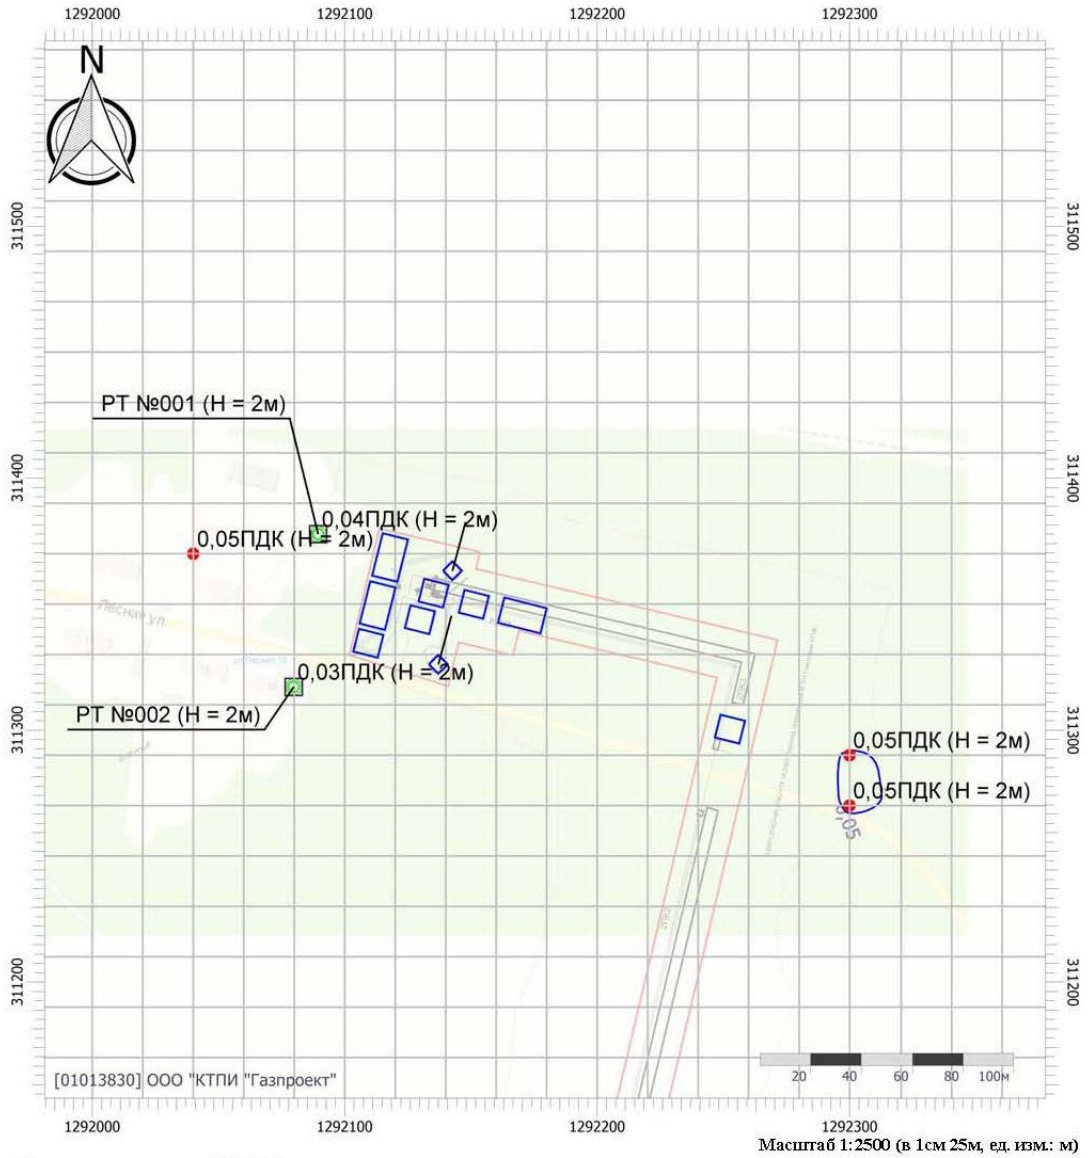 1292000 1292100 1292200 1292300
N
311500 311500
311400 311400
РТ №001 (Н = 2м)
0,04ПДК (Н = 2м)
0,05ПДК (Н = 2м)
Лесная ул.
0,03ПДК (Н = 2м)
РТ №002 (Н = 2м)
311300 311300
0,05ПДК (Н = 2м)
0,05ПДК (Н = 2м)
0,05
311200 311200
[01013830] ООО "КТПИ "Газпроект"
20 40 60 80 100м
1292000 1292100 1292200 1292300
Масштаб 1:2500 (в 1см 25м, ед. изм.: м)